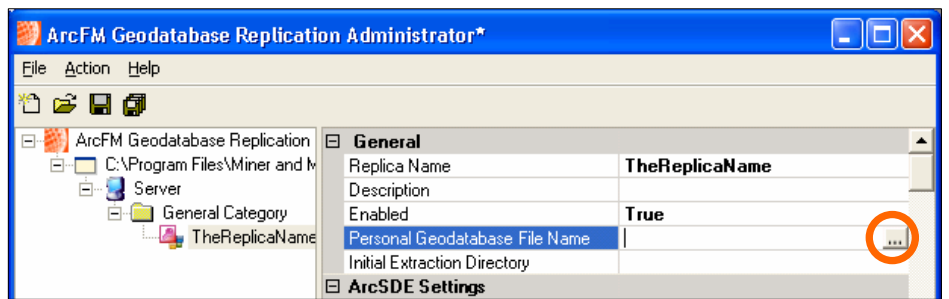 ArcFM Geodatabase Replication Administrator*
File Action Help
ArcFM Geodatabase Replication
C:\Program Files\Miner and M
Server
General Category
TheReplicaName
General
Replica Name TheReplicaName
Description
Enabled True
Personal Geodatabase File Name ...
Initial Extraction Directory
ArcSDE Settings